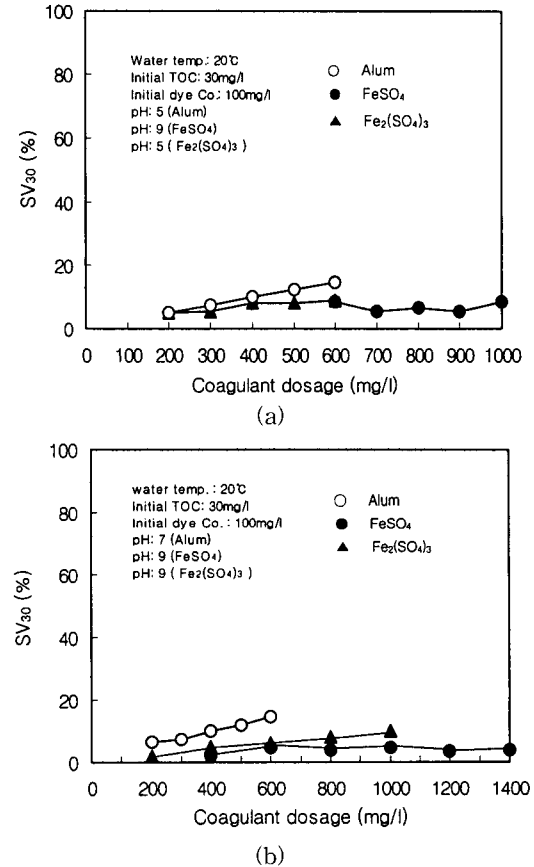 100
80
60
40
20
0
SV₃₀ (%)
Water temp.: 20℃
Initial TOC: 30mg/l
Initial dye Co.: 100mg/l
pH: 5 (Alum)
pH: 9 (FeSO₄)
pH: 5 ( Fe₂(SO₄)₃ )
Alum
FeSO₄
Fe₂(SO₄)₃
0 100 200 300 400 500 600 700 800 900 1000
Coagulant dosage (mg/l)
(a)
100
80
60
40
20
0
SV₃₀ (%)
water temp. : 20℃
Initial TOC: 30mg/l
Initial dye Co. : 100mg/l
pH: 7 (Alum)
pH: 9 (FeSO₄)
pH: 9 ( Fe₂(SO₄)₃ )
Alum
FeSO₄
Fe₂(SO₄)₃
0 200 400 600 800 1000 1200 1400
Coagulant dosage (mg/l)
(b)